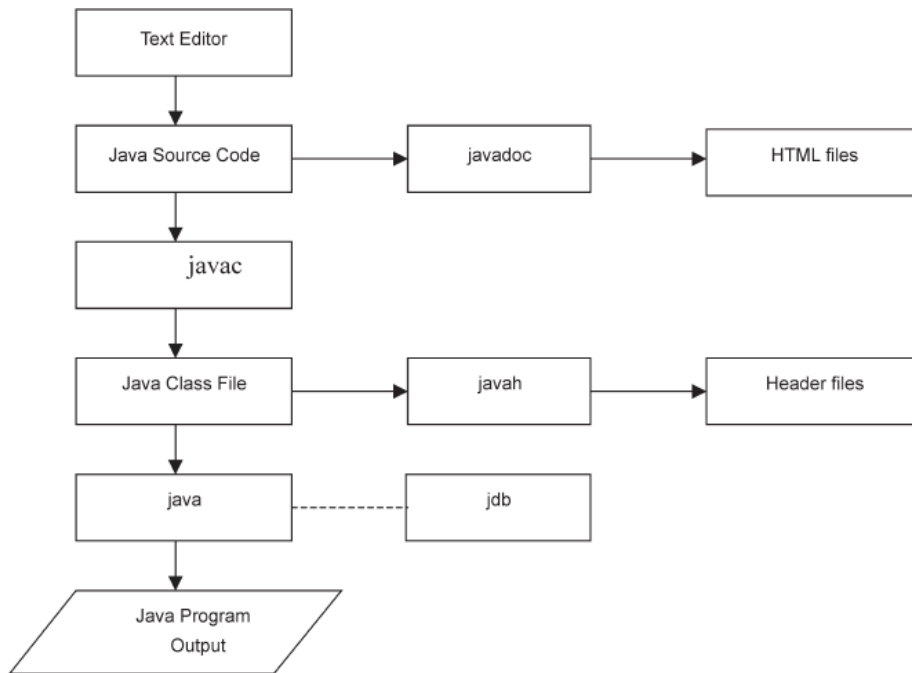 Text Editor
Java Source Code
javadoc
HTML files
javac
Java Class File
javah
Header files
java
jdb
Java Program
Output